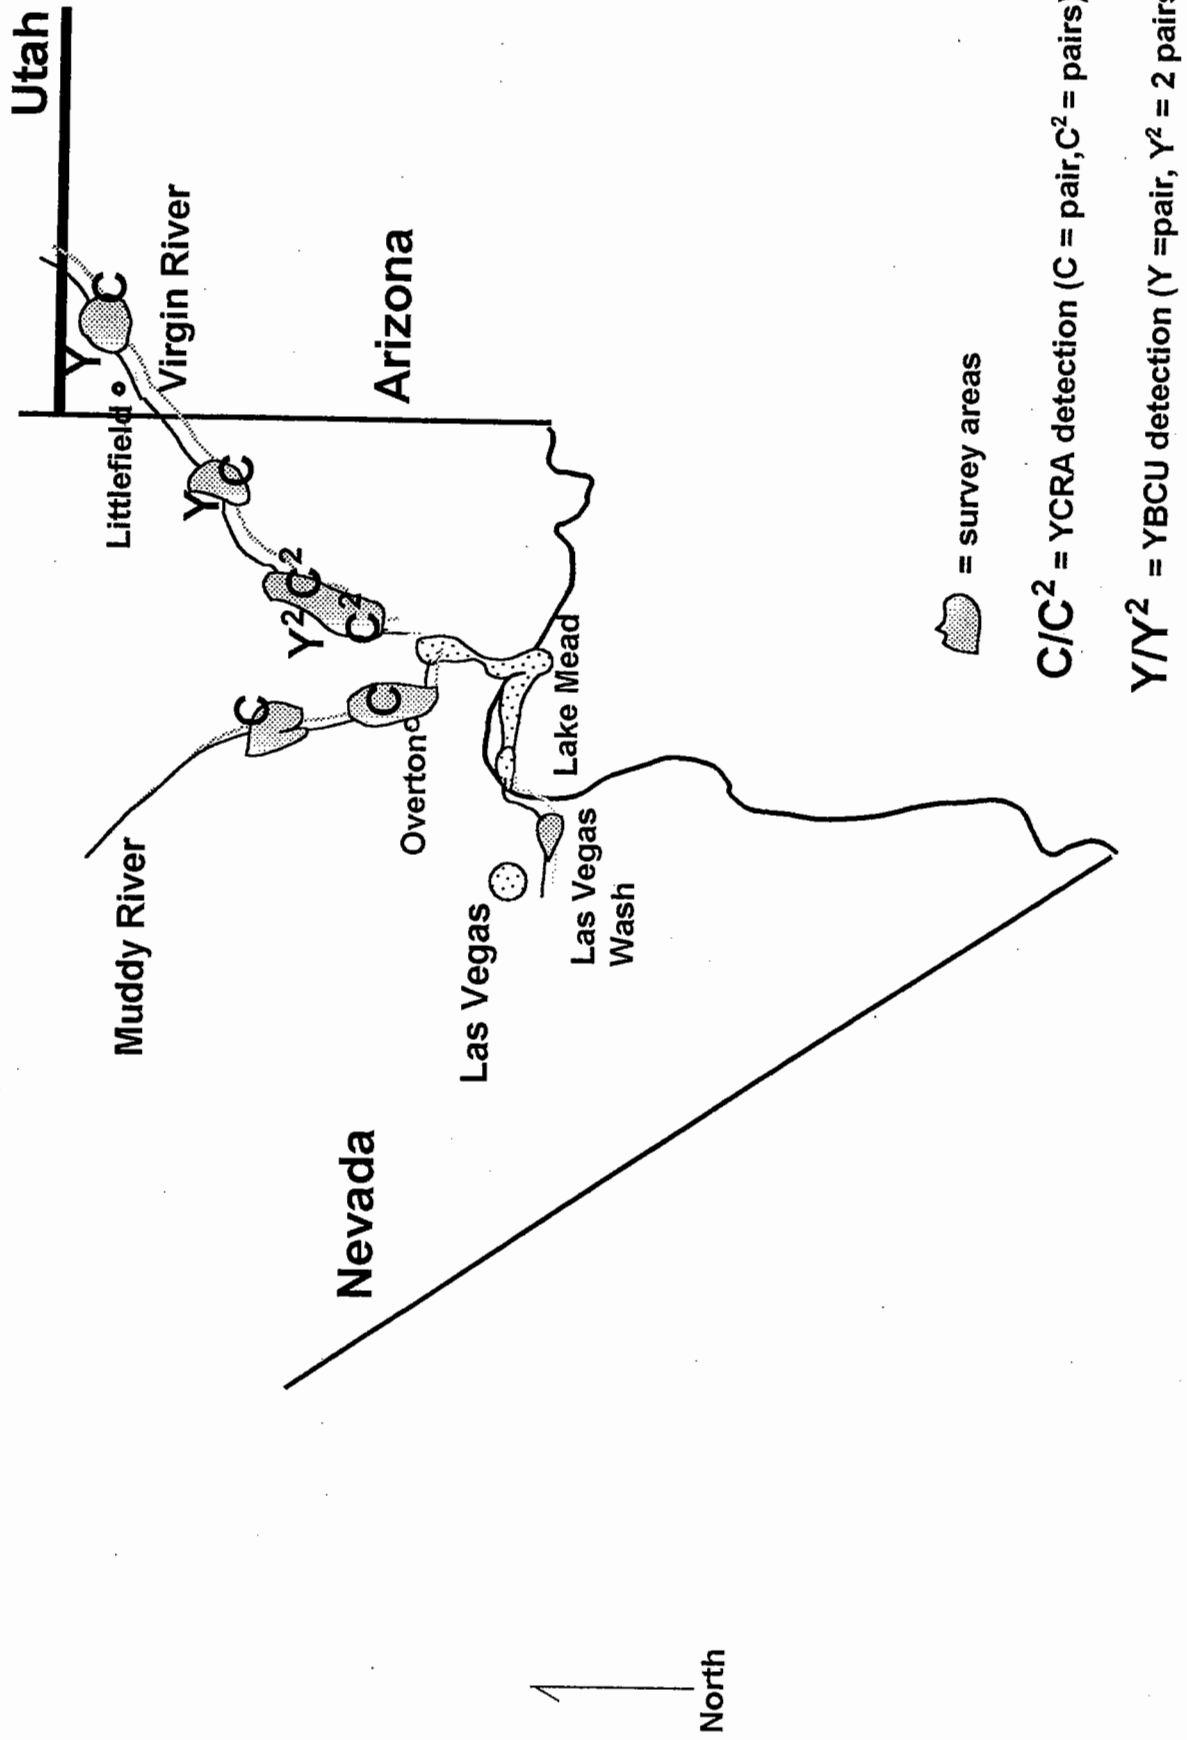 Utah
Littlefield
Virgin River
Y
C
Y
C
Arizona
Y²
C²
C²
Muddy River
C
C
Overton
Lake Mead
Las Vegas
Las Vegas
Wash
Nevada
North
= survey areas
C/C² = YCRA detection (C = pair,C² = pairs)
Y/Y² = YBCU detection (Y =pair, Y² = 2 pairs